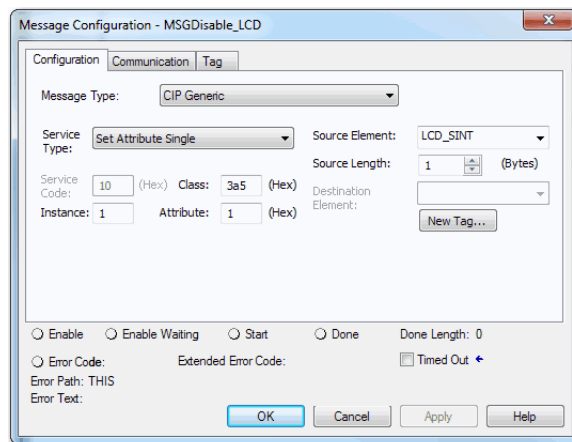 Message Configuration - MSGDisable_LCD
Configuration Communication Tag
Message Type: CIP Generic
Service Type: Set Attribute Single Source Element: LCD_SINT
Source Length: 1 (Bytes)
Service Code: 10 (Hex) Class: 3a5 (Hex) Destination Element:
Instance: 1 Attribute: 1 (Hex) New Tag...
Enable Enable Waiting Start Done Done Length: 0
Error Code: Extended Error Code: Timed Out
Error Path: THIS
Error Text:
OK Cancel Apply Help